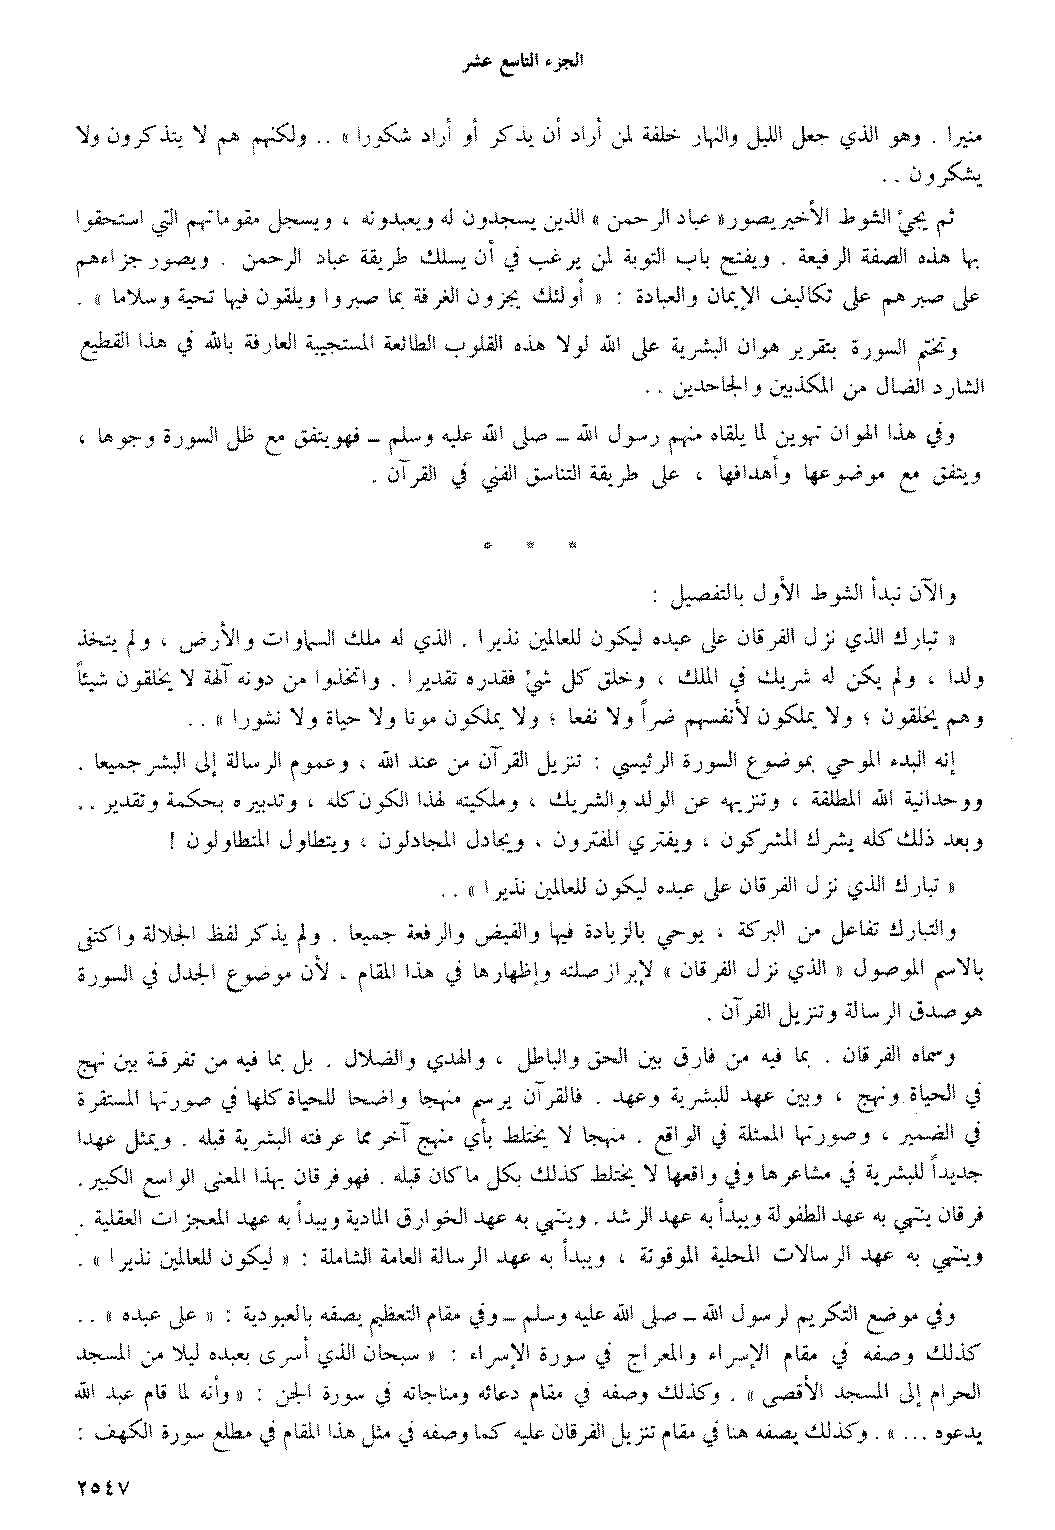 الجزء التاسع عشر
منيرا . وهو الذي جعل الليل والنهار خلفة لمن أراد أن يذكر أو أراد شكورا » .. ولكنهم هم لا يتذكرون ولا
يشكرون ..
ثم يجيء الشوط الأخير يصور « عباد الرحمن » الذين يسجدون له ويعبدونه ، ويسجل مقوماتهم التي استحقوا
بها هذه الصفة الرفيعة . ويفتح باب التوبة لمن يرغب في أن يسلك طريقة عباد الرحمن . ويصور جزاءهم
على صبرهم على تكاليف الإيمان والعبادة : « أولئك يجزون الغرفة بما صبروا ويلقون فيها تحية وسلاما » .
وتختم السورة بتقرير هوان البشرية على الله لولا هذه القلوب الطائعة المستجيبة العارفة بالله في هذا القطيع
الشارد الضال من المكذبين والجاحدين ..
وفي هذا الهوان تهوين لما يلقاه منهم رسول الله – صلى الله عليه وسلم – فهو يتفق مع ظل السورة وجوها ،
ويتفق مع موضوعها وأهدافها ، على طريقة التناسق الفني في القرآن .
* * *
والآن نبدأ الشوط الأول بالتفصيل :
« تبارك الذي نزل الفرقان على عبده ليكون للعالمين نذيرا . الذي له ملك السماوات والأرض ، ولم يتخذ
ولدا ، ولم يكن له شريك في الملك ، وخلق كل شيء فقدره تقديرا . واتخذوا من دونه آلهة لا يخلقون شيئاً
وهم يخلقون ؛ ولا يملكون لأنفسهم ضراً ولا نفعا ؛ ولا يملكون موتا ولا حياة ولا نشورا » ..
إنه البدء الموحي بموضوع السورة الرئيسي : تنزيل القرآن من عند الله ، وعموم الرسالة إلى البشر جميعا .
ووحدانية الله المطلقة ، وتنزيهه عن الولد والشريك ، وملكيته لهذا الكون كله ، وتدبيره بحكمة وتقدير ..
وبعد ذلك كله يشرك المشركون ، ويفتري المفترون ، ويجادل المجادلون ، ويتطاول المتطاولون !
« تبارك الذي نزل الفرقان على عبده ليكون للعالمين نذيرا » ..
والتبارك تفاعل من البركة ، يوحي بالزيادة فيها والفيض والرفعة جميعا . ولم يذكر لفظ الجلالة واكتفى
بالاسم الموصول « الذي نزل الفرقان » لإبراز صلته وإظهارها في هذا المقام ، لأن موضوع الجدل في السورة
هو صدق الرسالة وتنزيل القرآن .
وسماه الفرقان . بما فيه من فارق بين الحق والباطل ، والهدي والضلال . بل بما فيه من تفرقة بين نهج
في الحياة ونهج ، وبين عهد للبشرية وعهد . فالقرآن يرسم منهجا واضحا للحياة كلها في صورتها المستقرة
في الضمير ، وصورتها الممثلة في الواقع . منهجا لا يختلط بأي منهج آخر مما عرفته البشرية قبله . ويمثل عهدا
جديداً للبشرية في مشاعرها وفي واقعها لا يختلط كذلك بكل ما كان قبله . فهو فرقان بهذا المعنى الواسع الكبير .
فرقان ينتهي به عهد الطفولة ويبدأ به عهد الرشد . وينتهي به عهد الخوارق المادية ويبدأ به عهد المعجزات العقلية .
وينتهي به عهد الرسالات المحلية الموقوتة ، ويبدأ به عهد الرسالة العامة الشاملة : « ليكون للعالمين نذيرا » .
وفي موضع التكريم لرسول الله – صلى الله عليه وسلم – وفي مقام التعظيم يصفه بالعبودية : « على عبده » ..
كذلك وصفه في مقام الإسراء والمعراج في سورة الإسراء : « سبحان الذي أسرى بعبده ليلا من المسجد
الحرام إلى المسجد الأقصى » . وكذلك وصفه في مقام دعائه ومناجاته في سورة الجن : « وأنه لما قام عبد الله
يدعوه ... » . وكذلك يصفه هنا في مقام تنزيل الفرقان عليه كما وصفه في مثل هذا المقام في مطلع سورة الكهف :
٢٥٤٧